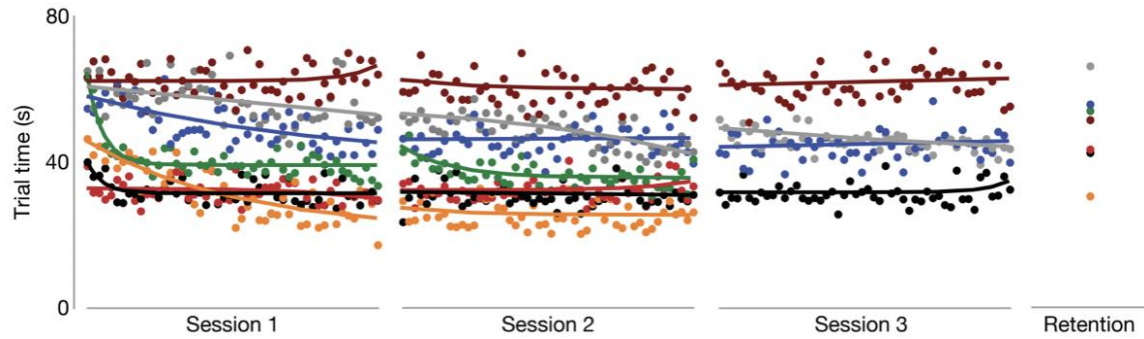 80
Trial time (s)
40
0
Session 1
Session 2
Session 3
Retention